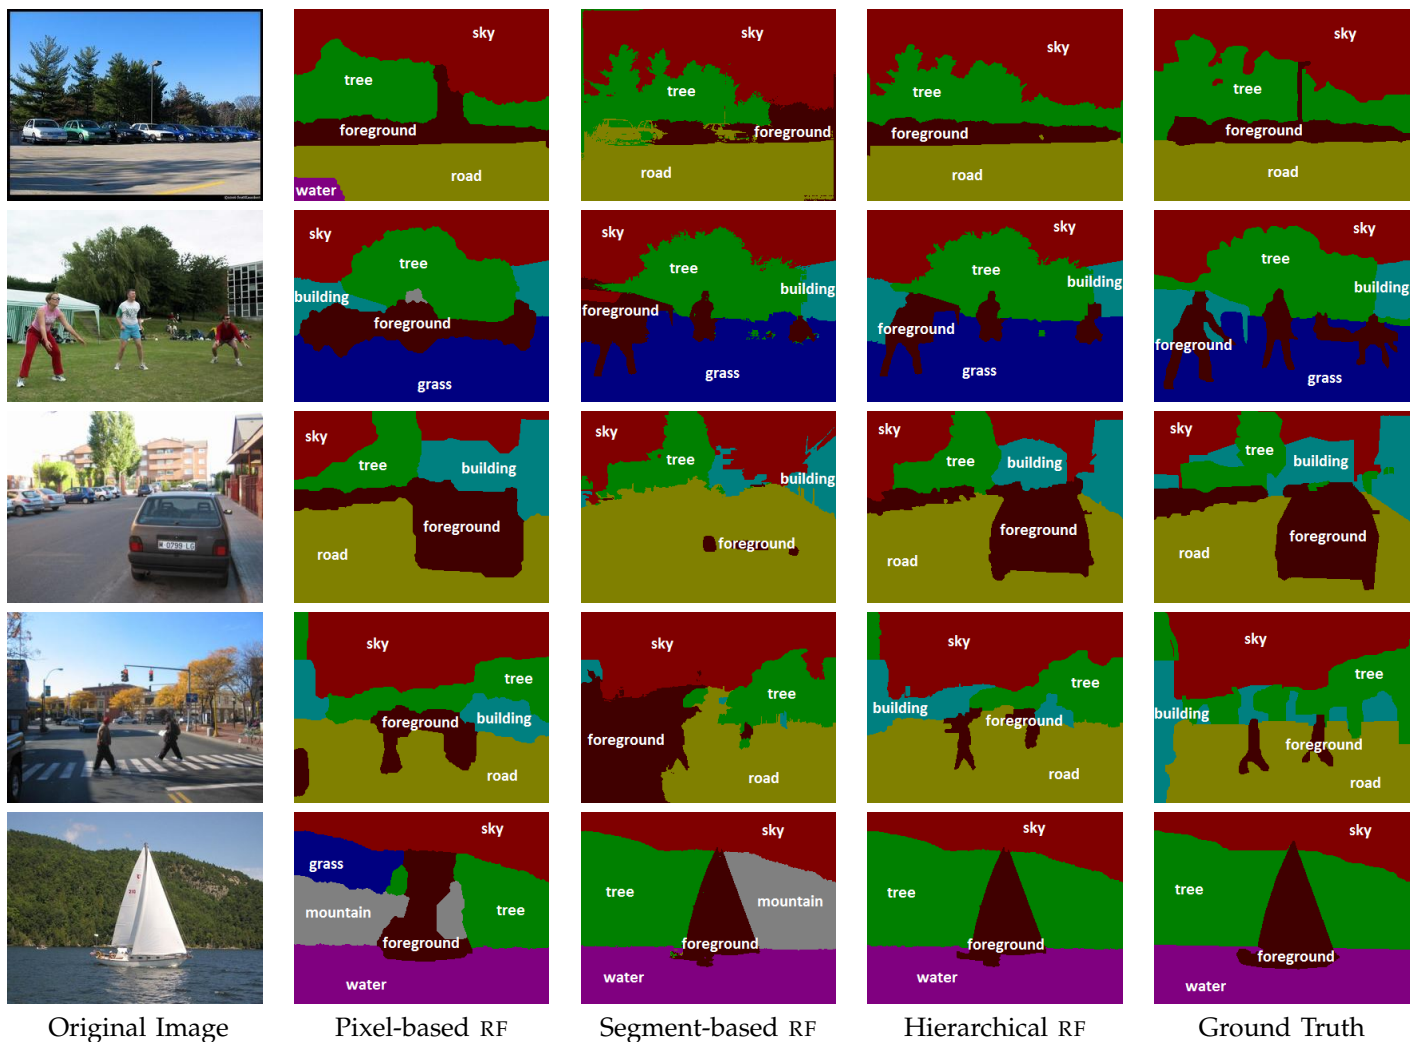 sky
tree
foreground
road
water
sky
tree
foreground
road
sky
tree
foreground
road
sky
tree
foreground
road
sky
tree
building
foreground
grass
sky
tree
building
foreground
grass
sky
tree
building
foreground
grass
sky
tree
building
foreground
grass
sky
tree
building
foreground
road
sky
tree
building
foreground
sky
tree
building
foreground
road
sky
tree
building
foreground
road
sky
tree
foreground
building
road
sky
tree
foreground
road
sky
tree
building
foreground
road
sky
tree
building
foreground
road
sky
grass
mountain
tree
foreground
water
sky
tree
mountain
foreground
water
sky
tree
foreground
water
sky
tree
foreground
water
Original Image Pixel-based RF Segment-based RF Hierarchical RF Ground Truth